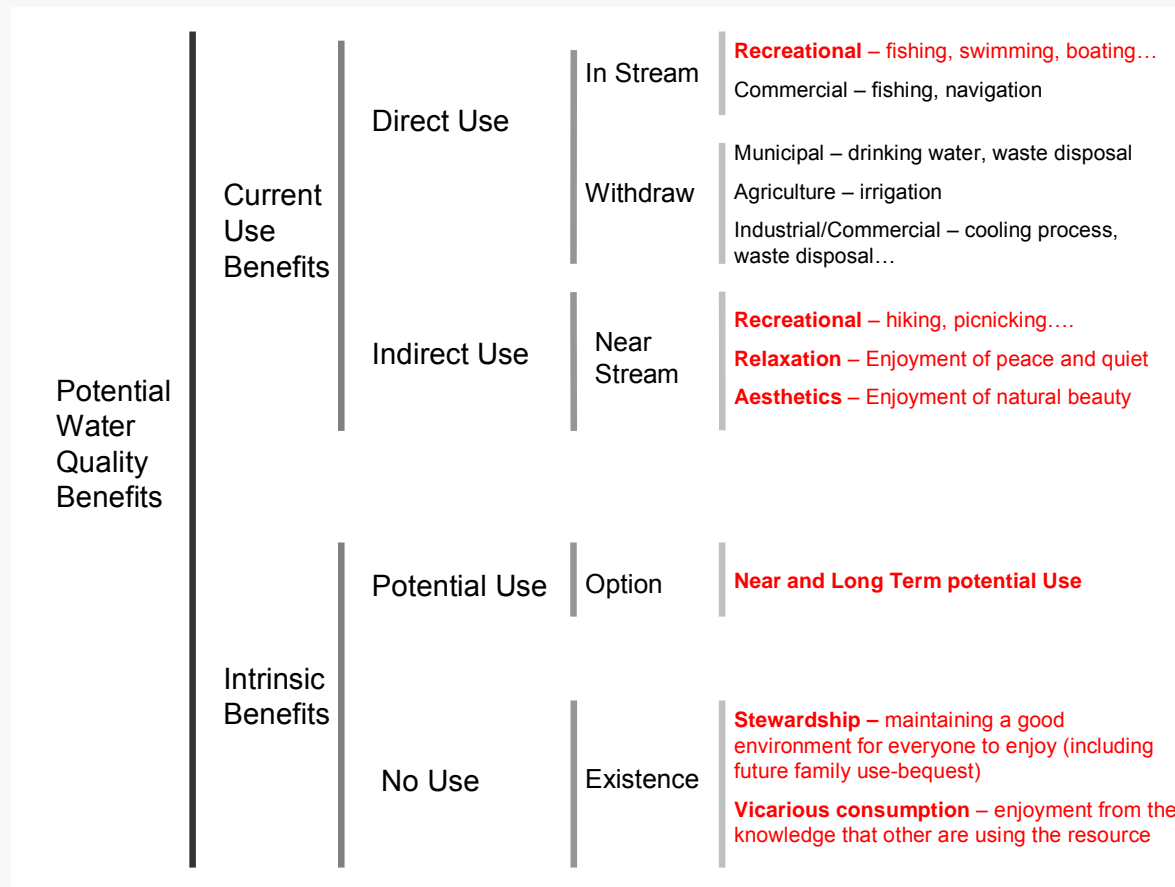 Potential
Water
Quality
Benefits
Current
Use
Benefits
Direct Use
In Stream
Recreational – fishing, swimming, boating…
Commercial – fishing, navigation
Withdraw
Municipal – drinking water, waste disposal
Agriculture – irrigation
Industrial/Commercial – cooling process,
waste disposal…
Indirect Use
Near
Stream
Recreational – hiking, picnicking….
Relaxation – Enjoyment of peace and quiet
Aesthetics – Enjoyment of natural beauty
Intrinsic
Benefits
Potential Use
Option
Near and Long Term potential Use
No Use
Existence
Stewardship – maintaining a good
environment for everyone to enjoy (including
future family use-bequest)
Vicarious consumption – enjoyment from the
knowledge that other are using the resource